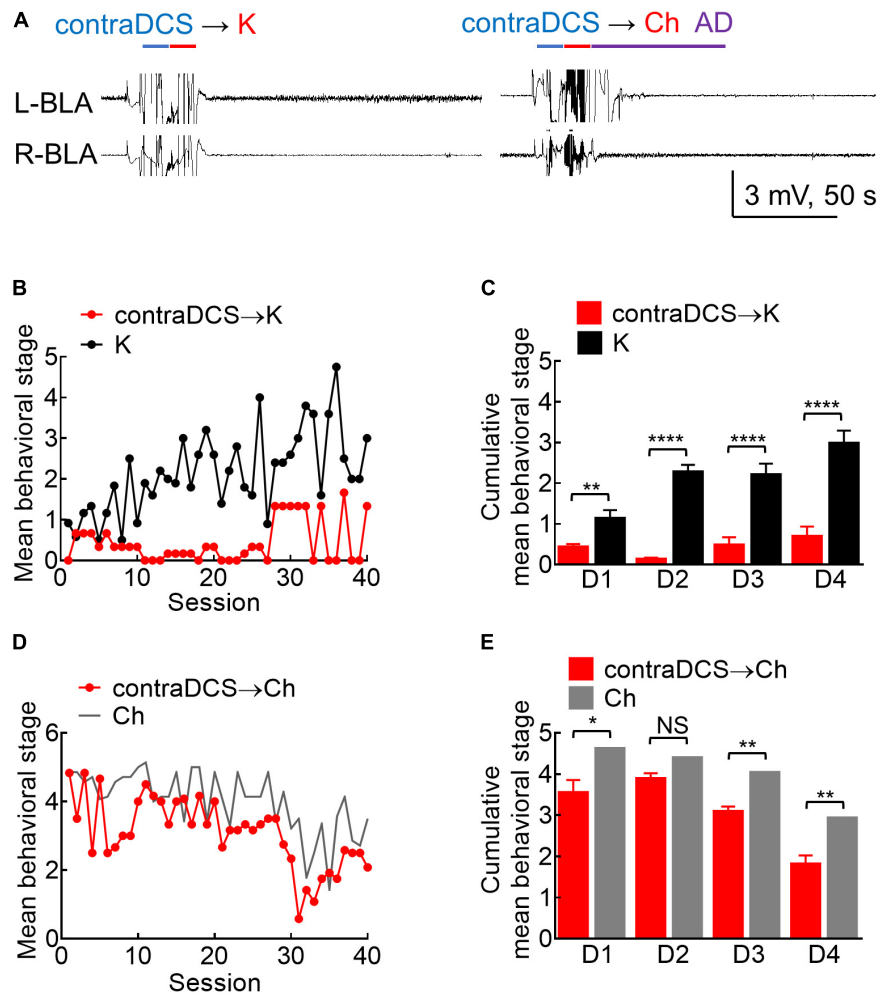 A
contraDCS → K
contraDCS → Ch AD
L-BLA
R-BLA
3 mV, 50 s
B
contraDCS→K
K
Mean behavioral stage
5
4
3
2
1
0
0 10 20 30 40
Session
C
contraDCS→K
K
Cumulative
mean behavioral stage
5
4
3
2
1
0
** **** **** ****
D1 D2 D3 D4
D
contraDCS→Ch
Ch
Mean behavioral stage
6
4
2
0
0 10 20 30 40
Session
E
contraDCS→Ch
Ch
Cumulative
mean behavioral stage
5
4
3
2
1
0
* NS ** **
D1 D2 D3 D4